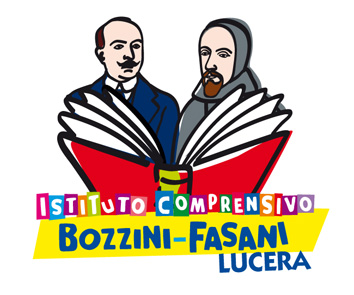 ISTITUTO COMPRENSIVO
BOZZINI-FASANI
LUCERA